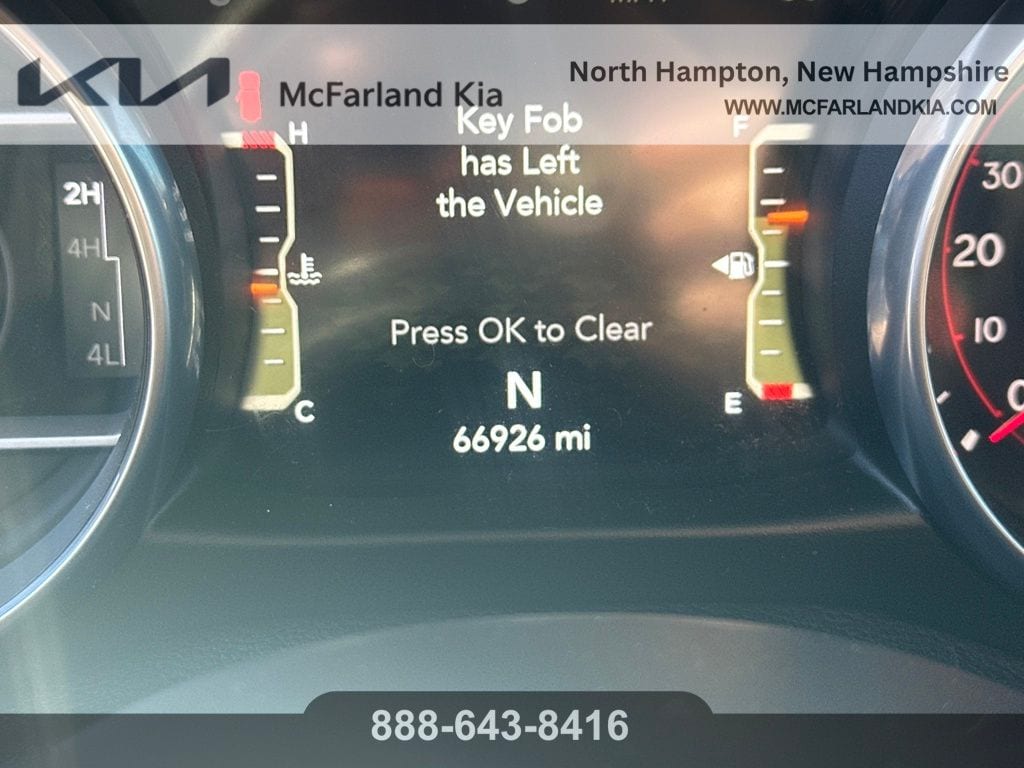 KIA
McFarland Kia
North Hampton, New Hampshire
WWW.MCFARLANDKIA.COM
H
Key Fob
has Left
the Vehicle
F
2H
4H
N
4L
30
20
10
0
Press OK to Clear
N
66926 mi
C
E
888-643-8416